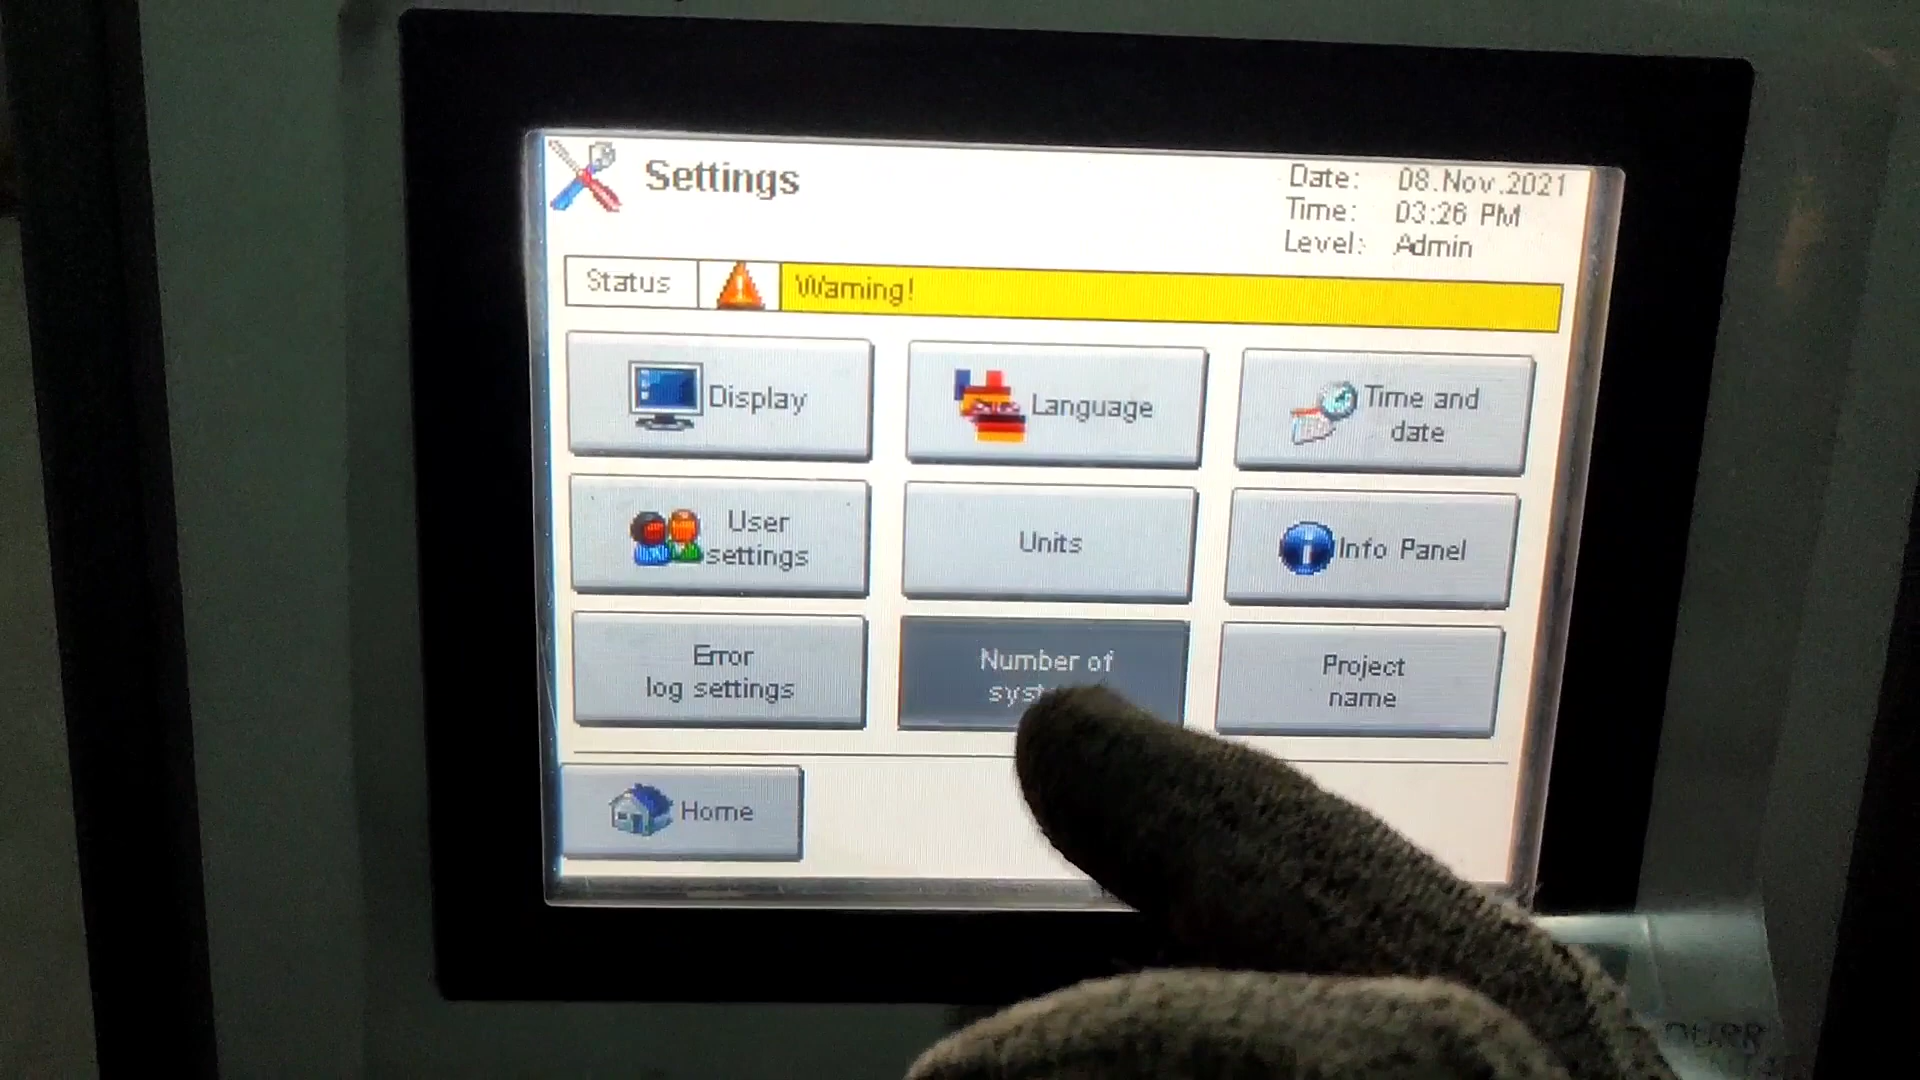 Settings
Date: 08.Nov.2021
Time: 03:26 PM
Level: Admin
Status
Warning!
Display
Language
Time and
date
User
settings
Units
Info Panel
Error
log settings
Number of
Project
name
Home